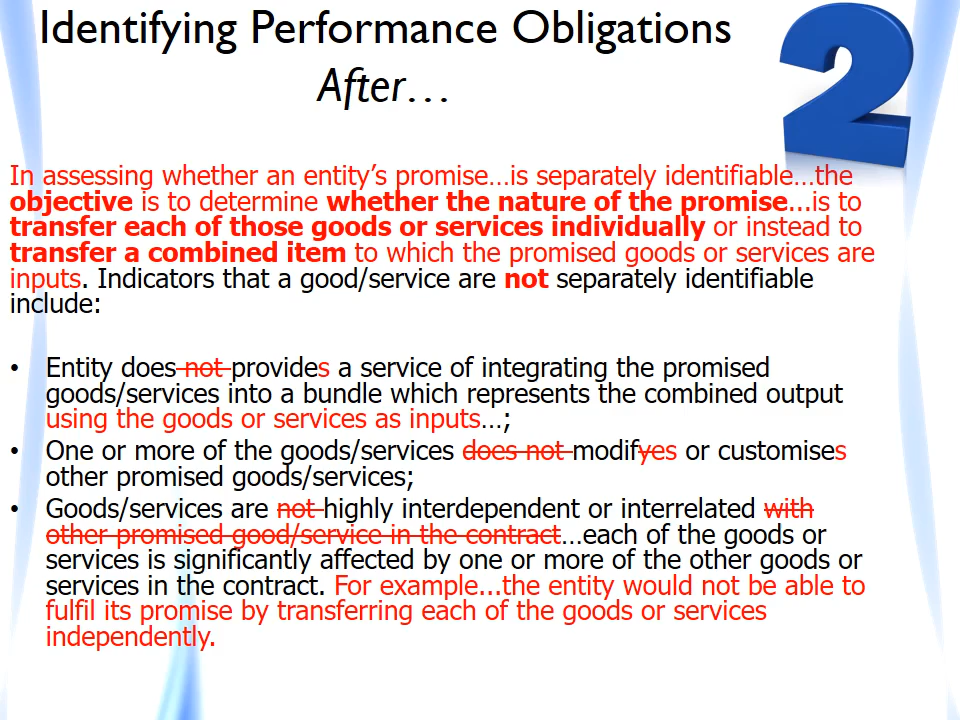 Identifying Performance Obligations
After…
2
In assessing whether an entity’s promise…is separately identifiable…the
objective is to determine whether the nature of the promise...is to
transfer each of those goods or services individually or instead to
transfer a combined item to which the promised goods or services are
inputs. Indicators that a good/service are not separately identifiable
include:
• Entity does not provides a service of integrating the promised
goods/services into a bundle which represents the combined output
using the goods or services as inputs…;
• One or more of the goods/services does not modifyes or customises
other promised goods/services;
• Goods/services are not highly interdependent or interrelated with
other promised good/service in the contract…each of the goods or
services is significantly affected by one or more of the other goods or
services in the contract. For example...the entity would not be able to
fulfil its promise by transferring each of the goods or services
independently.